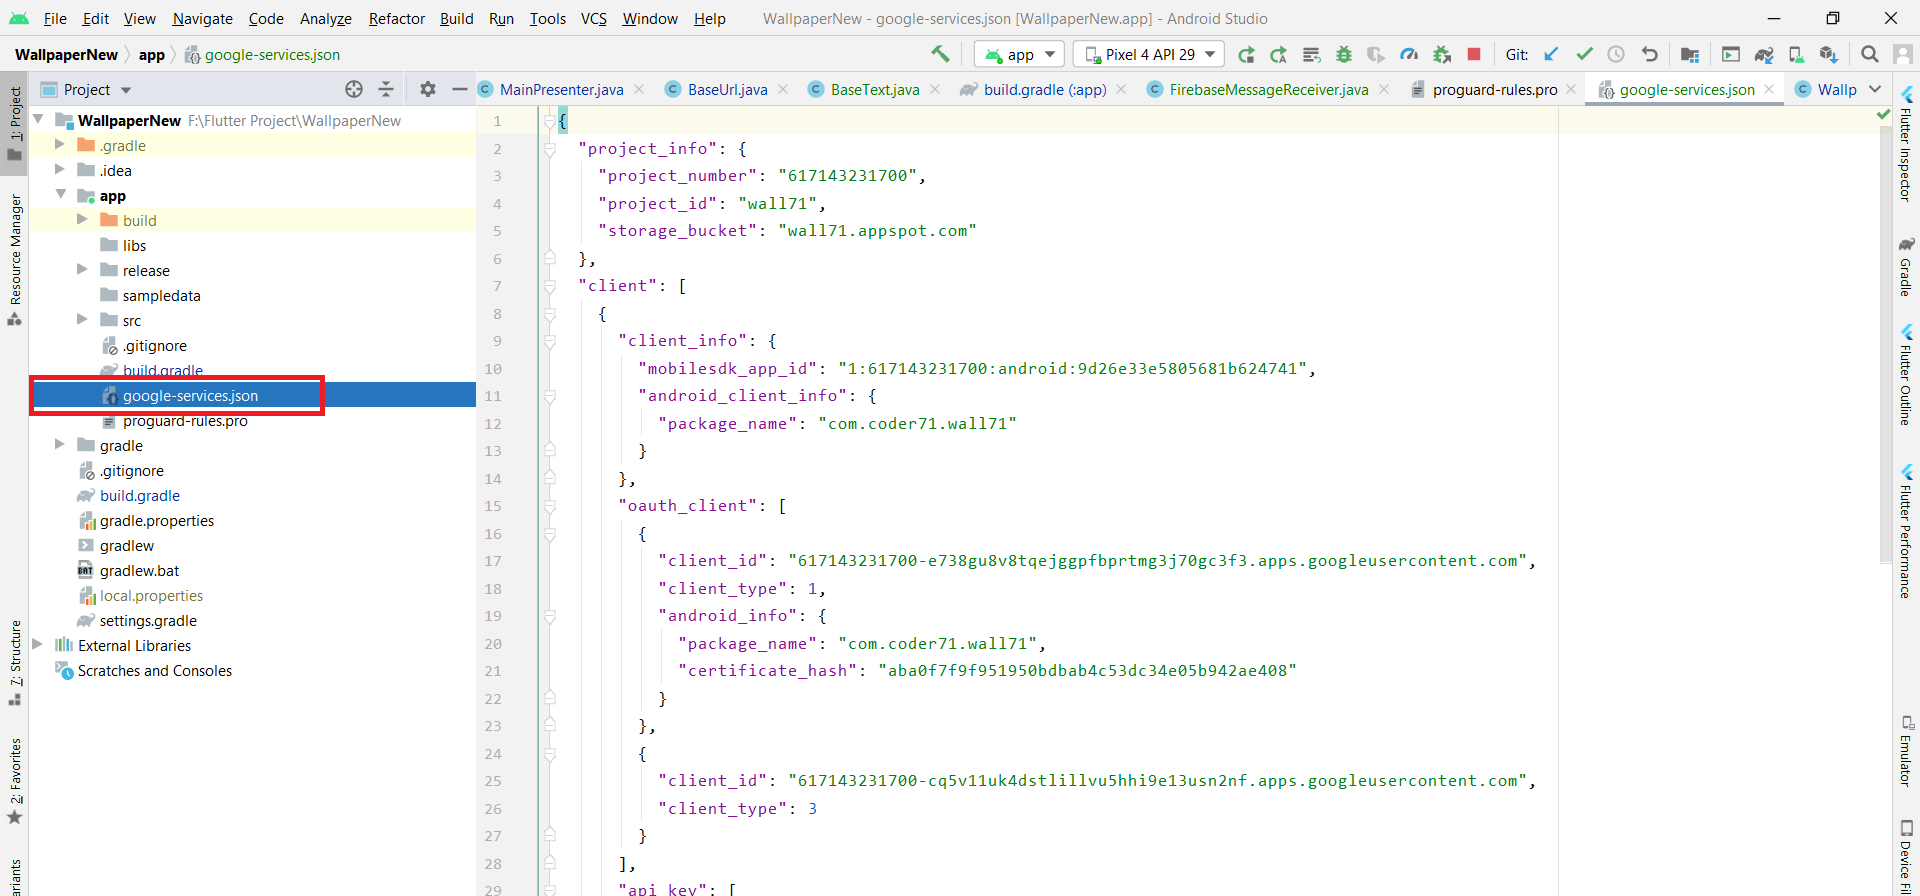 File Edit View Navigate Code Analyze Refactor Build Run Tools VCS Window Help WallpaperNew - google-services.json [WallpaperNew.app] - Android Studio
WallpaperNew app google-services.json app Pixel 4 API 29 Git:
Project
MainPresenter.java BaseUrl.java BaseText.java build.gradle (:app) FirebaseMessageReceiver.java proguard-rules.pro google-services.json Wallp
1: Project
Resource Manager
7: Structure
2: Favorites
ariants
WallpaperNew F:\Flutter Project\WallpaperNew
.gradle
.idea
app
build
libs
release
sampledata
src
.gitignore
build.gradle
google-services.json
proguard-rules.pro
gradle
.gitignore
build.gradle
gradle.properties
gradlew
BAT gradlew.bat
local.properties
settings.gradle
External Libraries
Scratches and Consoles
1 {
2 "project_info": {
3 "project_number": "617143231700",
4 "project_id": "wall71",
5 "storage_bucket": "wall71.appspot.com"
6 },
7 "client": [
8 {
9 "client_info": {
10 "mobilesdk_app_id": "1:617143231700:android:9d26e33e5805681b624741",
11 "android_client_info": {
12 "package_name": "com.coder71.wall71"
13 }
14 },
15 "oauth_client": [
16 {
17 "client_id": "617143231700-e738gu8v8tqejggpfbprtmg3j70gc3f3.apps.googleusercontent.com",
18 "client_type": 1,
19 "android_info": {
20 "package_name": "com.coder71.wall71",
21 "certificate_hash": "aba0f7f9f951950bdbab4c53dc34e05b942ae408"
22 }
23 },
24 {
25 "client_id": "617143231700-cq5v11uk4dstlillvu5hhi9e13usn2nf.apps.googleusercontent.com",
26 "client_type": 3
27 }
28 ],
29 "api_key": [
Flutter Inspector
Gradle
Flutter Outline
Flutter Performance
Emulator
Device Fil